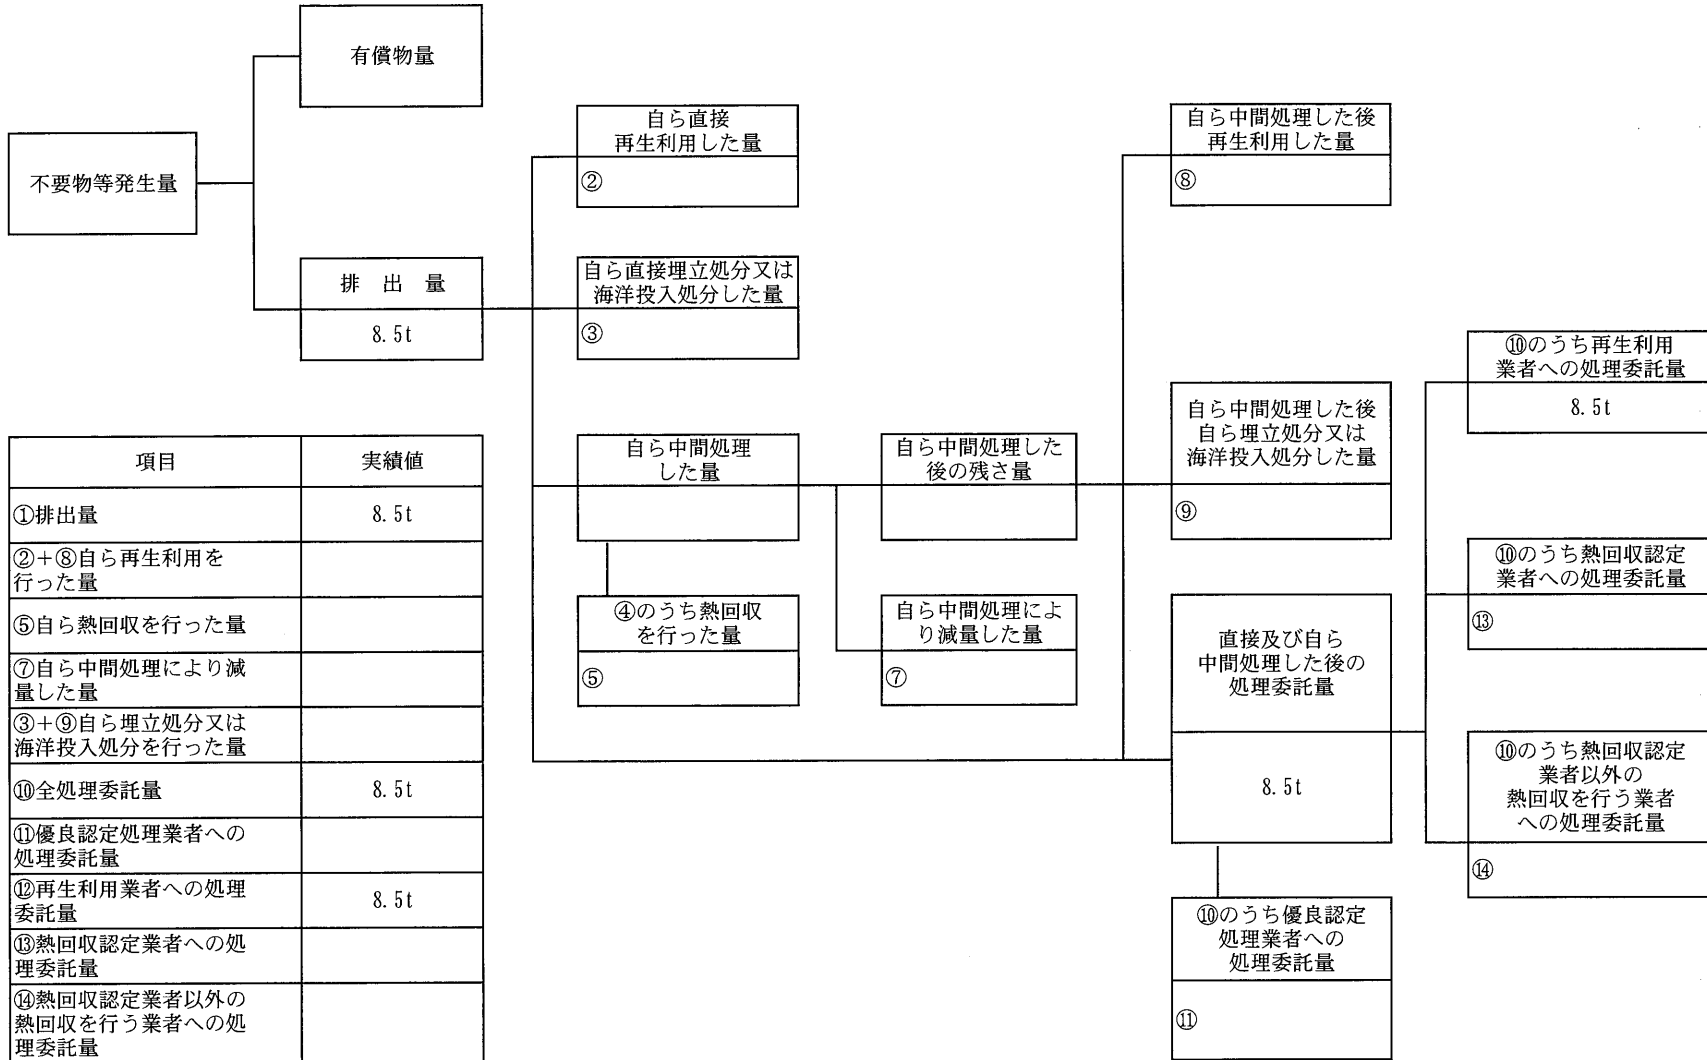 有償物量
不要物等発生量
排　出　量
8.5t
自ら直接
再生利用した量
②
自ら直接埋立処分又は
海洋投入処分した量
③
自ら中間処理
した量
④のうち熱回収
を行った量
⑤
自ら中間処理した
後の残さ量
自ら中間処理によ
り減量した量
⑦
自ら中間処理した後
再生利用した量
⑧
自ら中間処理した後
自ら埋立処分又は
海洋投入処分した量
⑨
直接及び自ら
中間処理した後の
処理委託量
8.5t
⑩のうち優良認定
処理業者への
処理委託量
⑪
⑩のうち再生利用
業者への処理委託量
8.5t
⑩のうち熱回収認定
業者への処理委託量
⑬
⑩のうち熱回収認定
業者以外の
熱回収を行う業者
への処理委託量
⑭
項目 実績値
①排出量 8.5t
②＋⑧自ら再生利用を
行った量
⑤自ら熱回収を行った量
⑦自ら中間処理により減
量した量
③＋⑨自ら埋立処分又は
海洋投入処分を行った量
⑩全処理委託量 8.5t
⑪優良認定処理業者への
処理委託量
⑫再生利用業者への処理
委託量 8.5t
⑬熱回収認定業者への処
理委託量
⑭熱回収認定業者以外の
熱回収を行う業者への処
理委託量